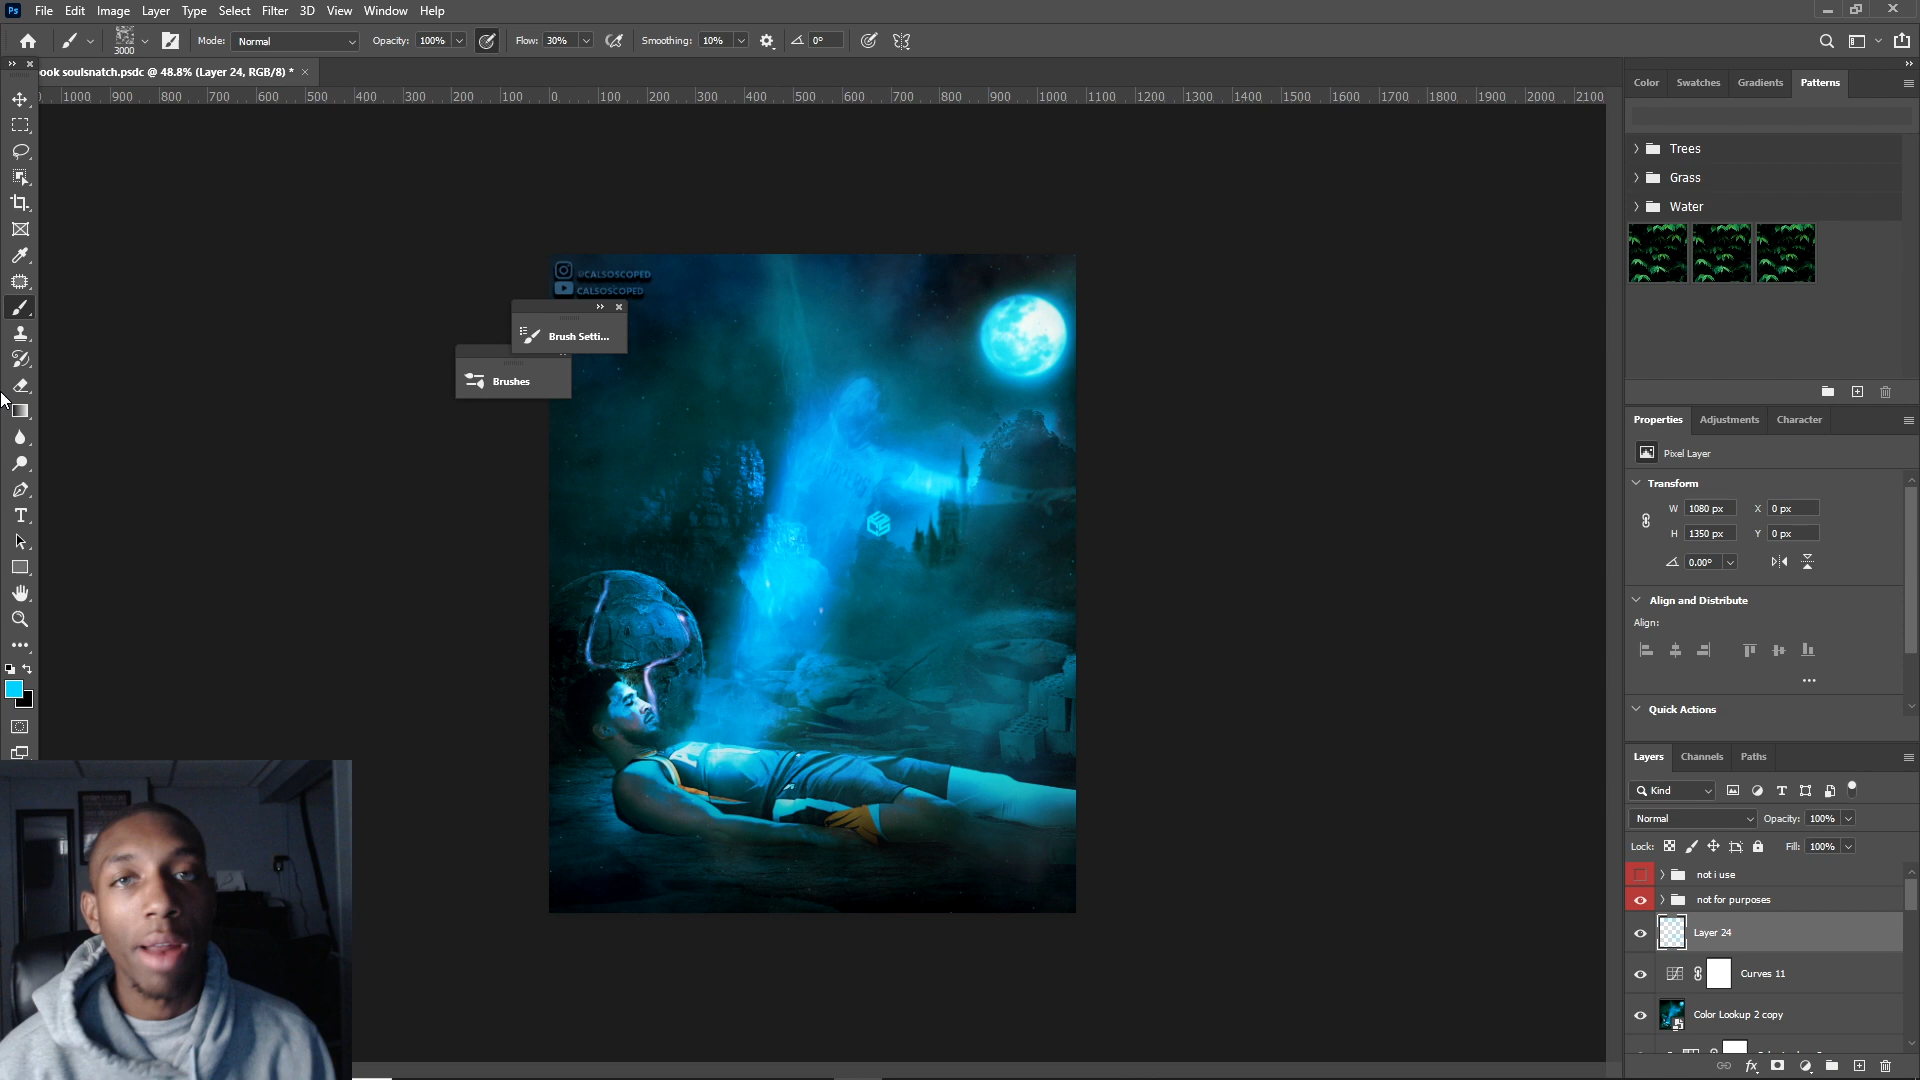 Ps File Edit Image Layer Type Select Filter 3D View Window Help
3000 Mode: Normal Opacity: 100% Flow: 30% Smoothing: 10% 0°
ook soulsnatch.psdc @ 48.8% (Layer 24, RGB/8) * ×
1000 900 800 700 600 500 400 300 200 100 0 100 200 300 400 500 600 700 800 900 1000 1100 1200 1300 1400 1500 1600 1700 1800 1900 2000 2100
@CALSOSCOPED
CALSOSCOPED
Brush Setti...
Brushes
Color Swatches Gradients Patterns
Trees
Grass
Water
Properties Adjustments Character
Pixel Layer
Transform
W 1080 px X 0 px
H 1350 px Y 0 px
0.00°
Align and Distribute
Align:
Quick Actions
Layers Channels Paths
Kind
Normal Opacity: 100%
Lock: Fill: 100%
not i use
not for purposes
Layer 24
Curves 11
Color Lookup 2 copy